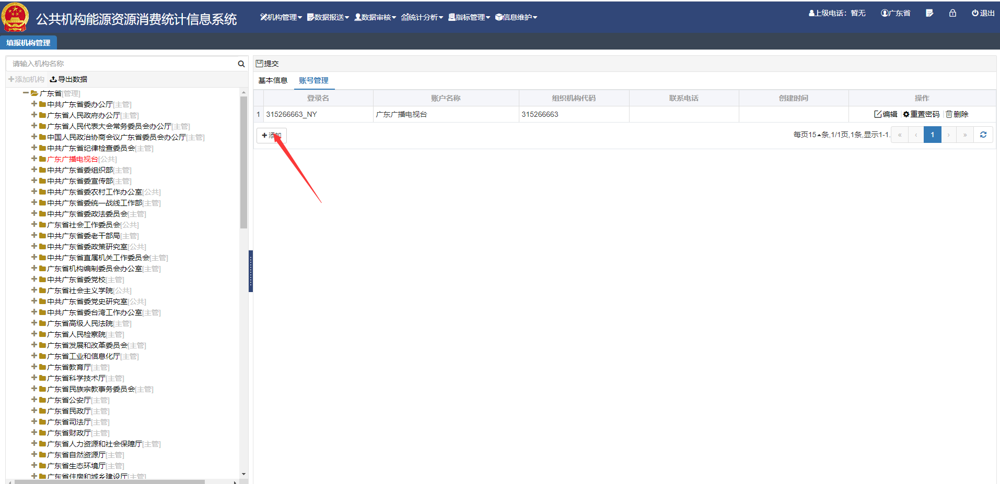 公共机构能源资源消费统计信息系统
机构管理 数据报送 数据审核 统计分析 指标管理 信息维护
上级电话：暂无 广东省 退出
填报机构管理
请输入机构名称
添加机构 导出数据
广东省[管理]
中共广东省委办公厅[主管]
广东省人民政府办公厅[主管]
广东省人民代表大会常务委员会办公厅[主管]
中国人民政治协商会议广东省委员会办公厅[主管]
中共广东省纪律检查委员会[主管]
广东广播电视台[公共]
中共广东省委组织部[主管]
中共广东省委宣传部[主管]
中共广东省委农村工作办公室[公共]
中共广东省委统一战线工作部[主管]
中共广东省委政法委员会[主管]
广东省社会工作委员会[公共]
中共广东省委老干部局[主管]
中共广东省委政策研究室[公共]
中共广东省直属机关工作委员会[主管]
广东省机构编制委员会办公室[主管]
中共广东省委党校[主管]
广东省社会主义学院[公共]
中共广东省委党史研究室[公共]
中共广东省委台湾工作办公室[主管]
广东省高级人民法院[主管]
广东省人民检察院[主管]
广东省发展和改革委员会[主管]
广东省工业和信息化厅[主管]
广东省教育厅[主管]
广东省科学技术厅[主管]
广东省民族宗教事务委员会[主管]
广东省公安厅[主管]
广东省民政厅[主管]
广东省司法厅[主管]
广东省财政厅[主管]
广东省人力资源和社会保障厅[主管]
广东省自然资源厅[主管]
广东省生态环境厅[主管]
广东省住房和城乡建设厅[主管]
提交
基本信息 账号管理
登录名 账户名称 组织机构代码 联系电话 创建时间 操作
1 315266663_NY 广东广播电视台 315266663 编辑 重置密码 删除
添加
每页15条,1/1页,1条,显示1-1. « ‹ 1 › »